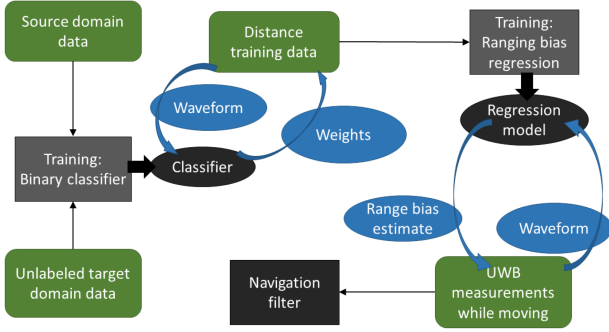 Source domain
data
Distance
training data
Training:
Ranging bias
regression
Waveform
Weights
Regression
model
Training:
Binary classifier
Classifier
Range bias
estimate
Waveform
Unlabeled target
domain data
Navigation
filter
UWB
measurements
while moving